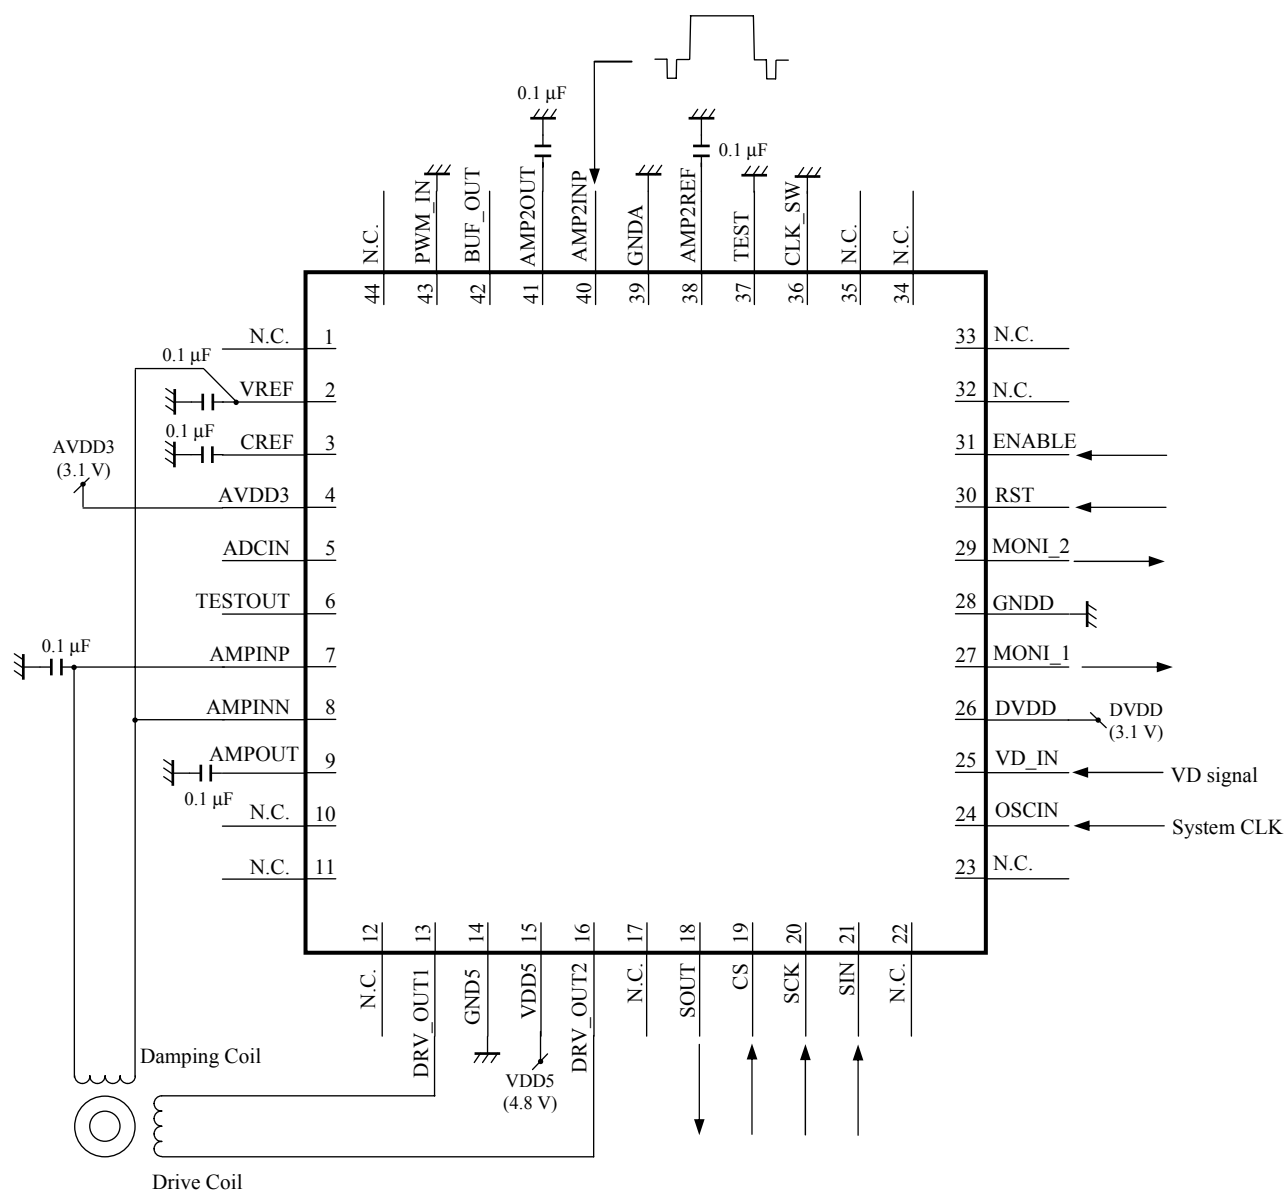 0.1 µF
0.1 µF
N.C.
PWM_IN
BUF_OUT
AMP2OUT
AMP2INP
GNDA
AMP2REF
TEST
CLK_SW
N.C.
N.C.
44
43
42
41
40
39
38
37
36
35
34
N.C. 1
0.1 µF
VREF 2
0.1 µF
CREF 3
AVDD3
(3.1 V)
AVDD3 4
ADCIN 5
TESTOUT 6
0.1 µF
AMPINP 7
AMPINN 8
AMPOUT 9
0.1 µF
N.C. 10
N.C. 11
33 N.C.
32 N.C.
31 ENABLE
30 RST
29 MONI_2
28 GNDD
27 MONI_1
26 DVDD
DVDD
(3.1 V)
25 VD_IN
VD signal
24 OSCIN
System CLK
23 N.C.
12
13
14
15
16
17
18
19
20
21
22
N.C.
DRV_OUT1
GND5
VDD5
DRV_OUT2
N.C.
SOUT
CS
SCK
SIN
N.C.
VDD5
(4.8 V)
Damping Coil
Drive Coil